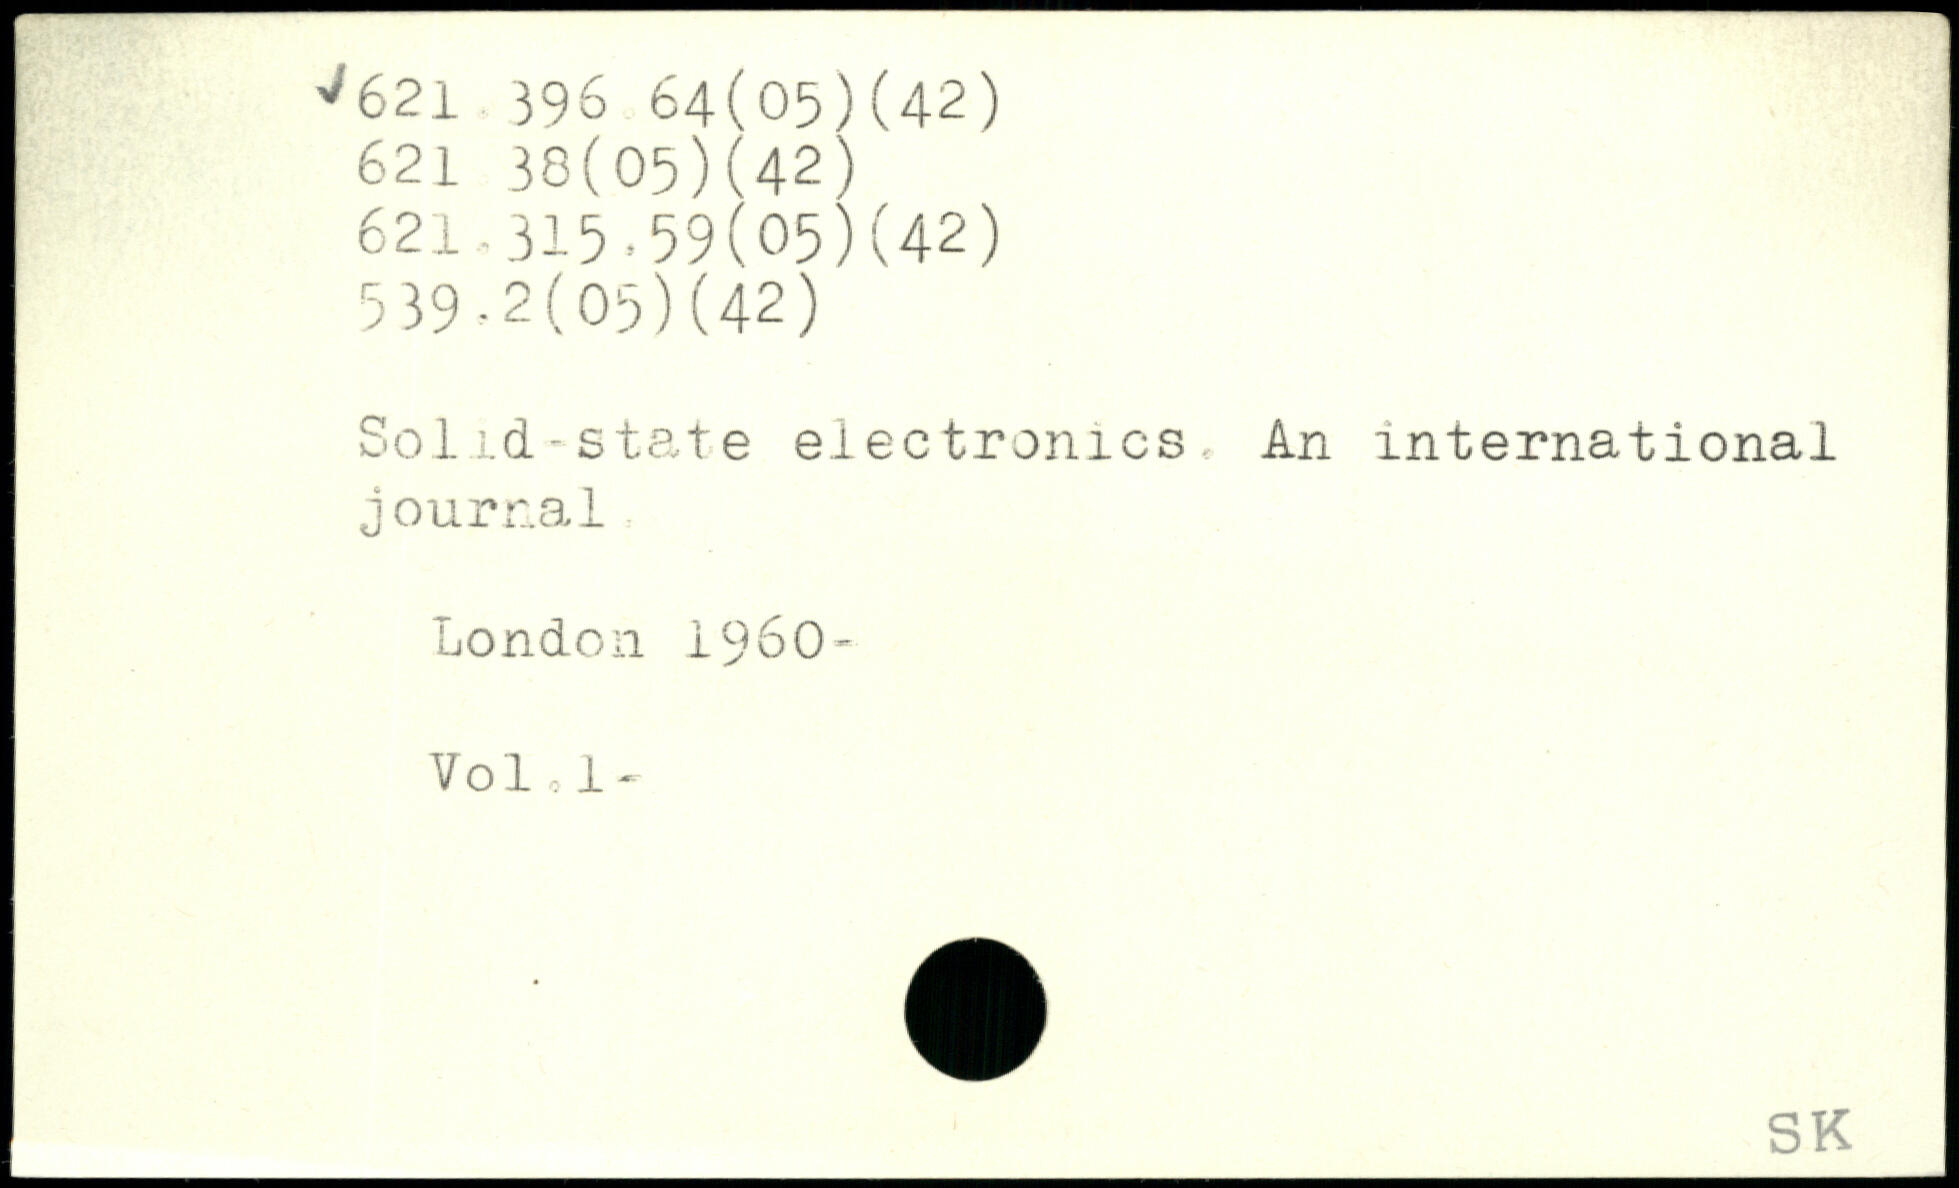 ✓621.396.64(05)(42)
621.38(05)(42)
621.315.59(05)(42)
539.2(05)(42)
Solid-state electronics. An international
journal.
London 1960-
Vol.1-
SK